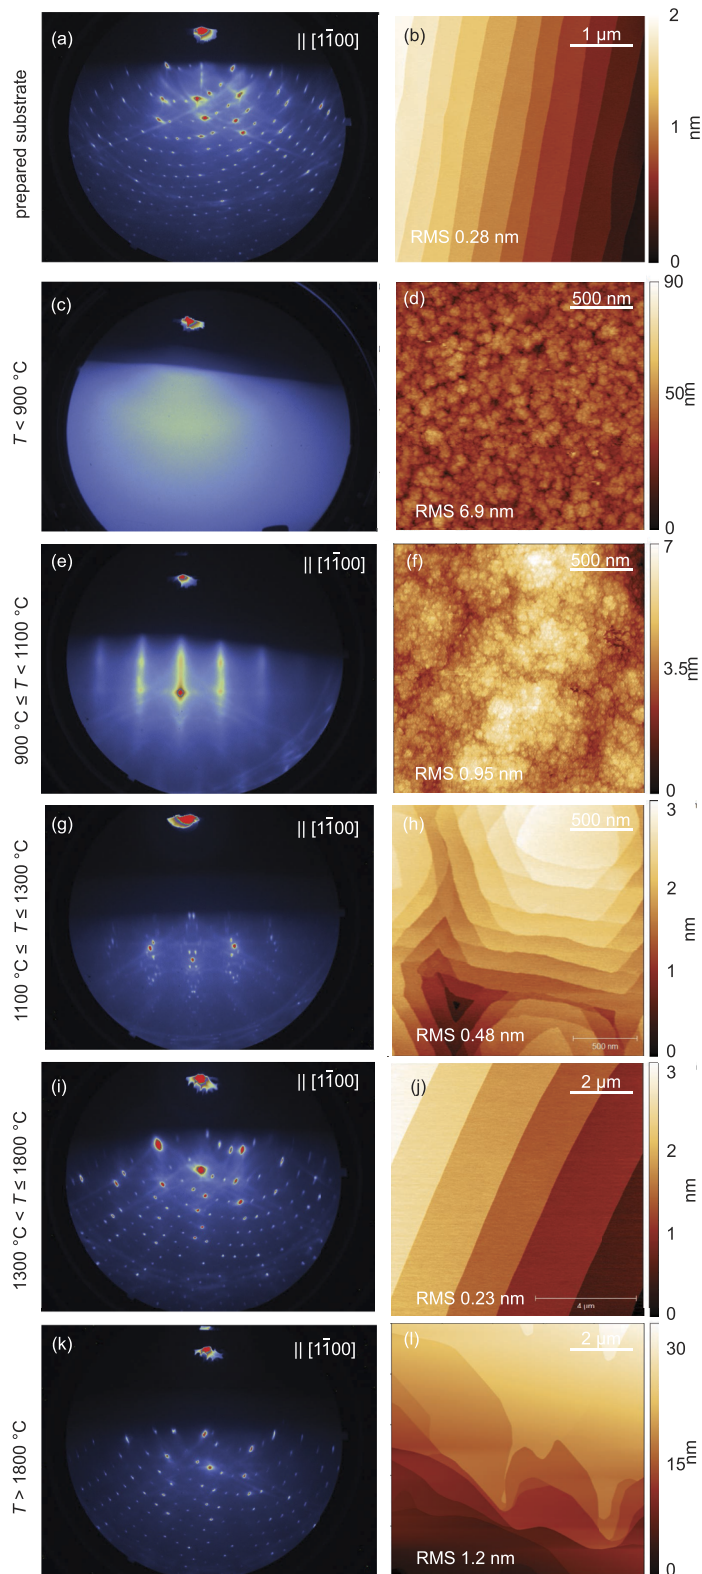 prepared substrate
(a)
|| [11̅00]
(b)
1 µm
RMS 0.28 nm
2
1
nm
0
T < 900 °C
(c)
(d)
500 nm
RMS 6.9 nm
90
50
nm
0
900 °C ≤ T < 1100 °C
(e)
|| [11̅00]
(f)
500 nm
RMS 0.95 nm
7
3.5
nm
0
1100 °C ≤ T ≤ 1300 °C
(g)
|| [11̅00]
(h)
500 nm
RMS 0.48 nm
500 nm
3
2
nm
1
0
1300 °C < T ≤ 1800 °C
(i)
|| [11̅00]
(j)
2 µm
RMS 0.23 nm
4 µm
3
2
nm
1
0
T > 1800 °C
(k)
|| [11̅00]
(l)
2 µm
RMS 1.2 nm
30
15
nm
0